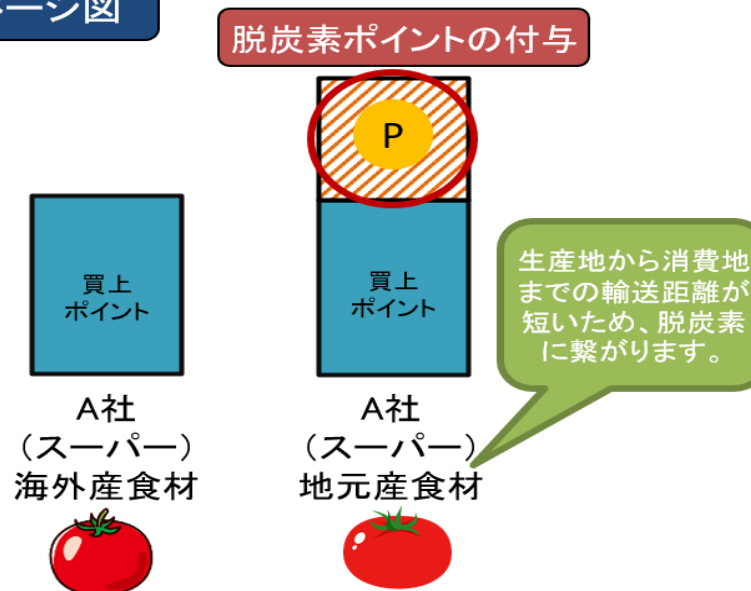 ージ図
脱炭素ポイントの付与
P
買上
ポイント
買上
ポイント
生産地から消費地
までの輸送距離が
短いため、脱炭素
に繋がります。
A社
（スーパー）
海外産食材
A社
（スーパー）
地元産食材